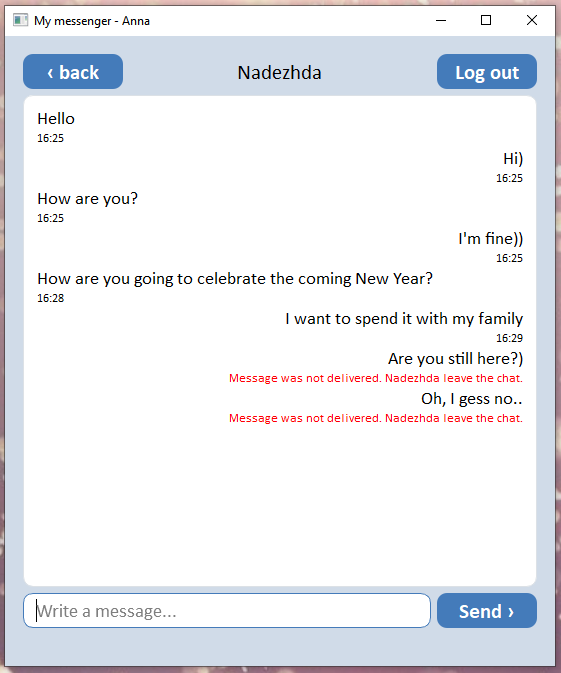 My messenger - Anna
‹ back
Nadezhda
Log out
Hello
16:25
Hi)
16:25
How are you?
16:25
I'm fine))
16:25
How are you going to celebrate the coming New Year?
16:28
I want to spend it with my family
16:29
Are you still here?)
Message was not delivered. Nadezhda leave the chat.
Oh, I gess no..
Message was not delivered. Nadezhda leave the chat.
Write a message...
Send ›